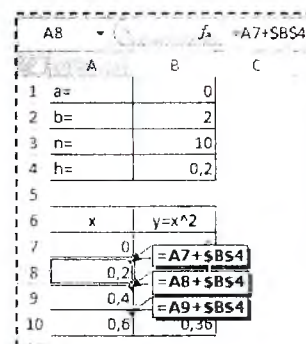 A8 fx =A7+$B$4
A B C
1 a= 0
2 b= 2
3 n= 10
4 h= 0,2
5
6 x y=x^2
7 0
8 0,2
9 0,4
10 0,6 0,36
=A7+$B$4
=A8+$B$4
=A9+$B$4